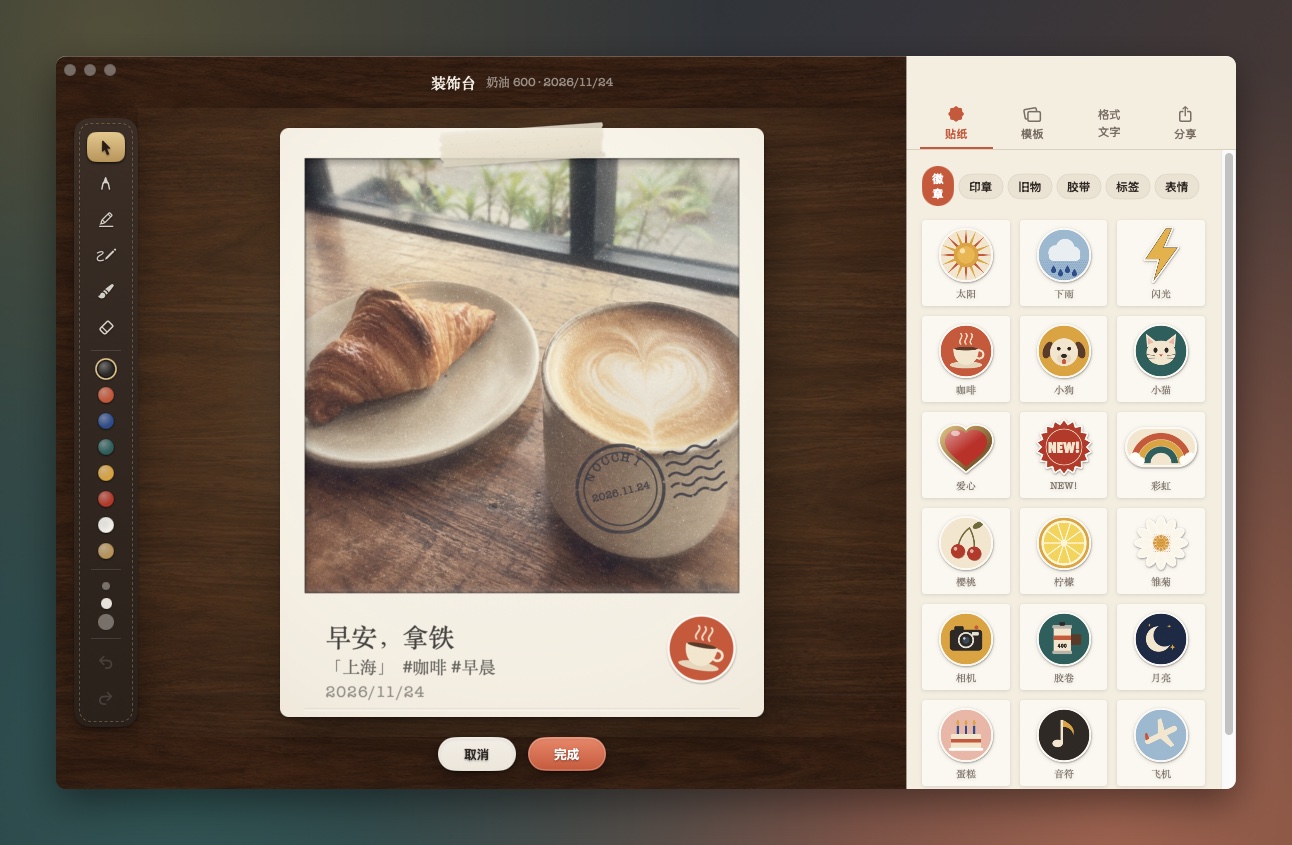 装饰台 奶油 600 · 2026/11/24
贴纸
模板
格式
文字
分享
徽章
印章
旧物
胶带
标签
表情
太阳
下雨
闪光
咖啡
小狗
小猫
爱心
NEW!
NEW!
彩虹
樱桃
柠檬
雏菊
相机
400
胶卷
月亮
蛋糕
音符
飞机
NOCCHI
2026.11.24
早安，拿铁
「上海」 #咖啡 #早晨
2026/11/24
取消
完成